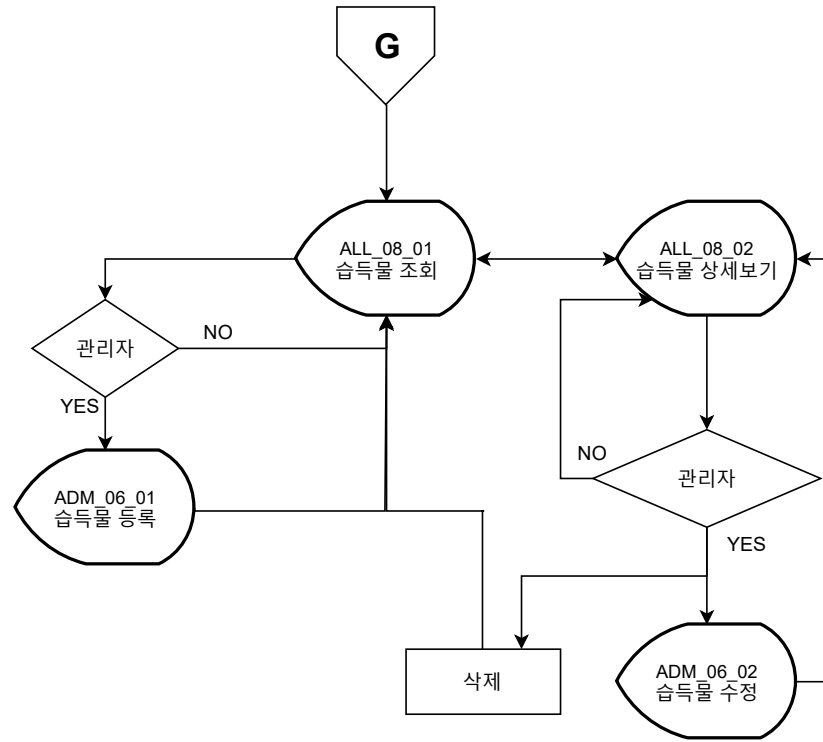 G
ALL_08_01
습득물 조회
ALL_08_02
습득물 상세보기
관리자
NO
YES
NO
관리자
ADM_06_01
습득물 등록
YES
삭제
ADM_06_02
습득물 수정